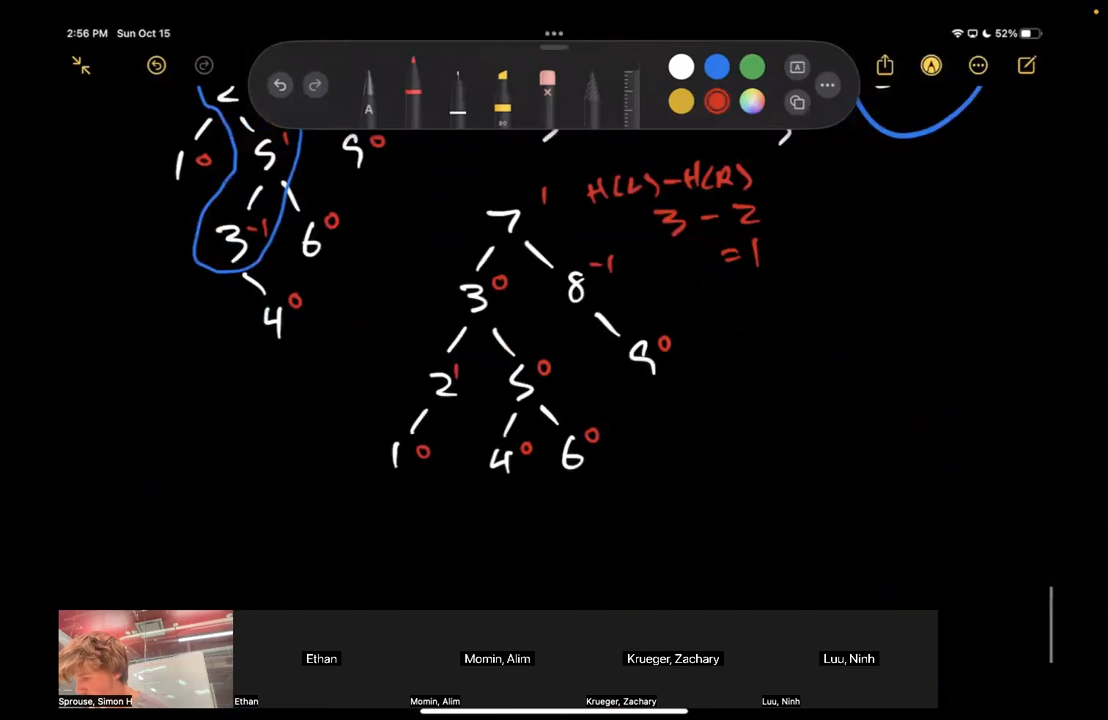 2:56 PM Sun Oct 15
52%
A
80
A
2
1 0
5 1
9 0
3 -1
6 0
4 0
7 1
H(L) - H(R)
3 - 2
= 1
3 0
8 -1
2 1
5 0
9 0
1 0
4 0
6 0
Ethan
Momin, Alim
Krueger, Zachary
Luu, Ninh
Sprouse, Simon H
Ethan
Momin, Alim
Krueger, Zachary
Luu, Ninh